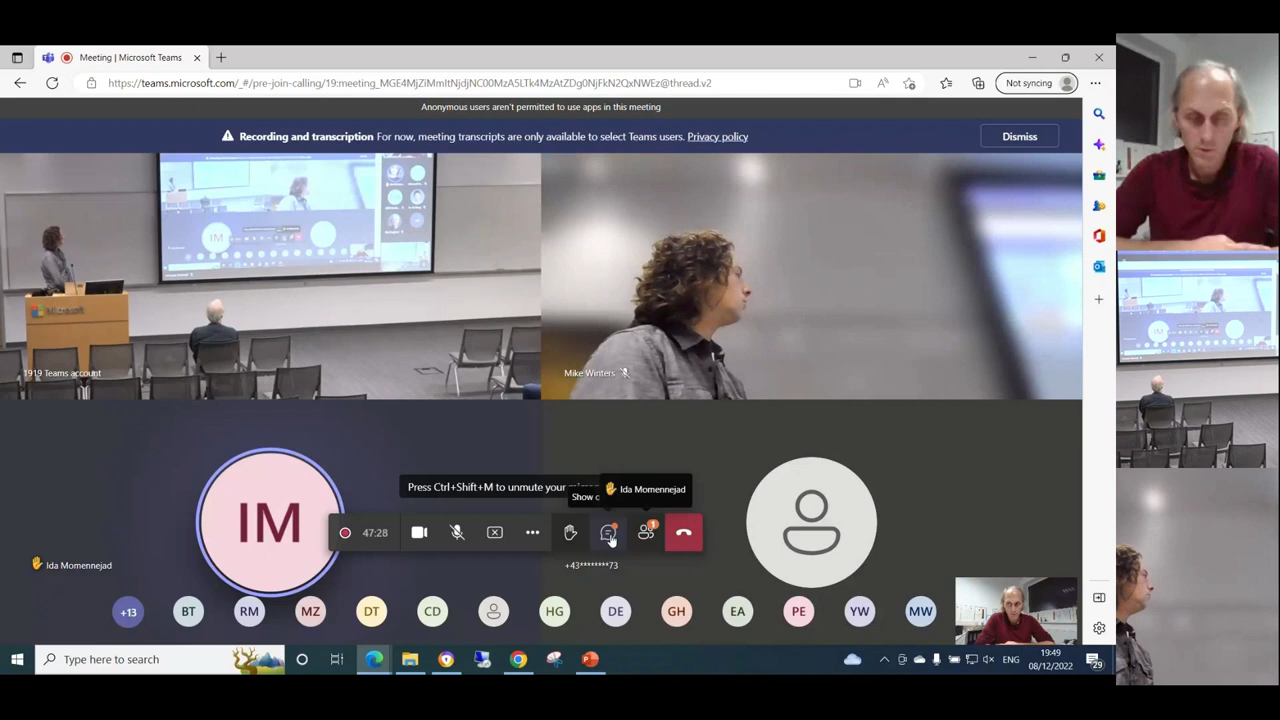 Meeting | Microsoft Teams
https://teams.microsoft.com/_#/pre-join-calling/19:meeting_MGE4MjZiMmItNjdjNC00MzA5LTk4MzAtZDg0NjFkN2QxNWEz@thread.v2
Not syncing
Anonymous users aren't permitted to use apps in this meeting
Recording and transcription For now, meeting transcripts are only available to select Teams users. Privacy policy
Dismiss
IM
Microsoft
1919 Teams account
Mike Winters
Press Ctrl+Shift+M to unmute your
Show
Ida Momennejad
IM
47:28
1
Ida Momennejad
+43********73
+13
BT
RM
MZ
DT
CD
HG
DE
GH
EA
PE
YW
MW
Type here to search
ENG
19:49
08/12/2022
29